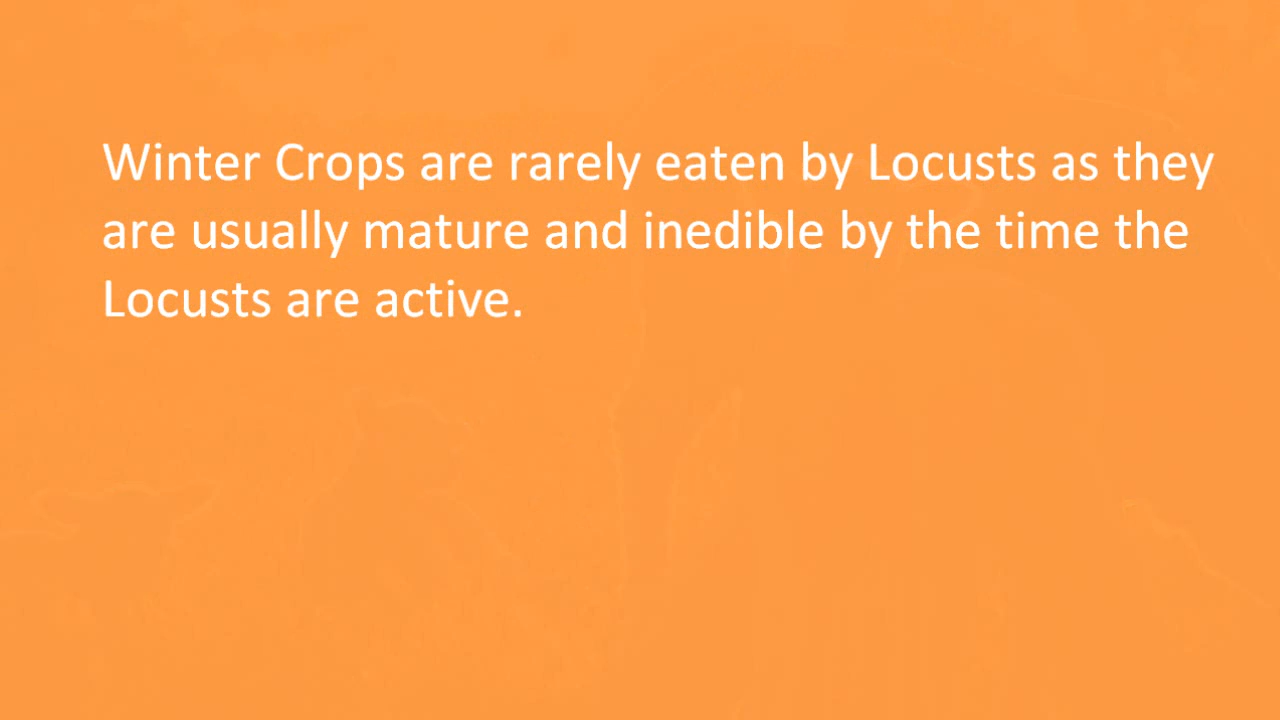 Winter Crops are rarely eaten by Locusts as they
are usually mature and inedible by the time the
Locusts are active.